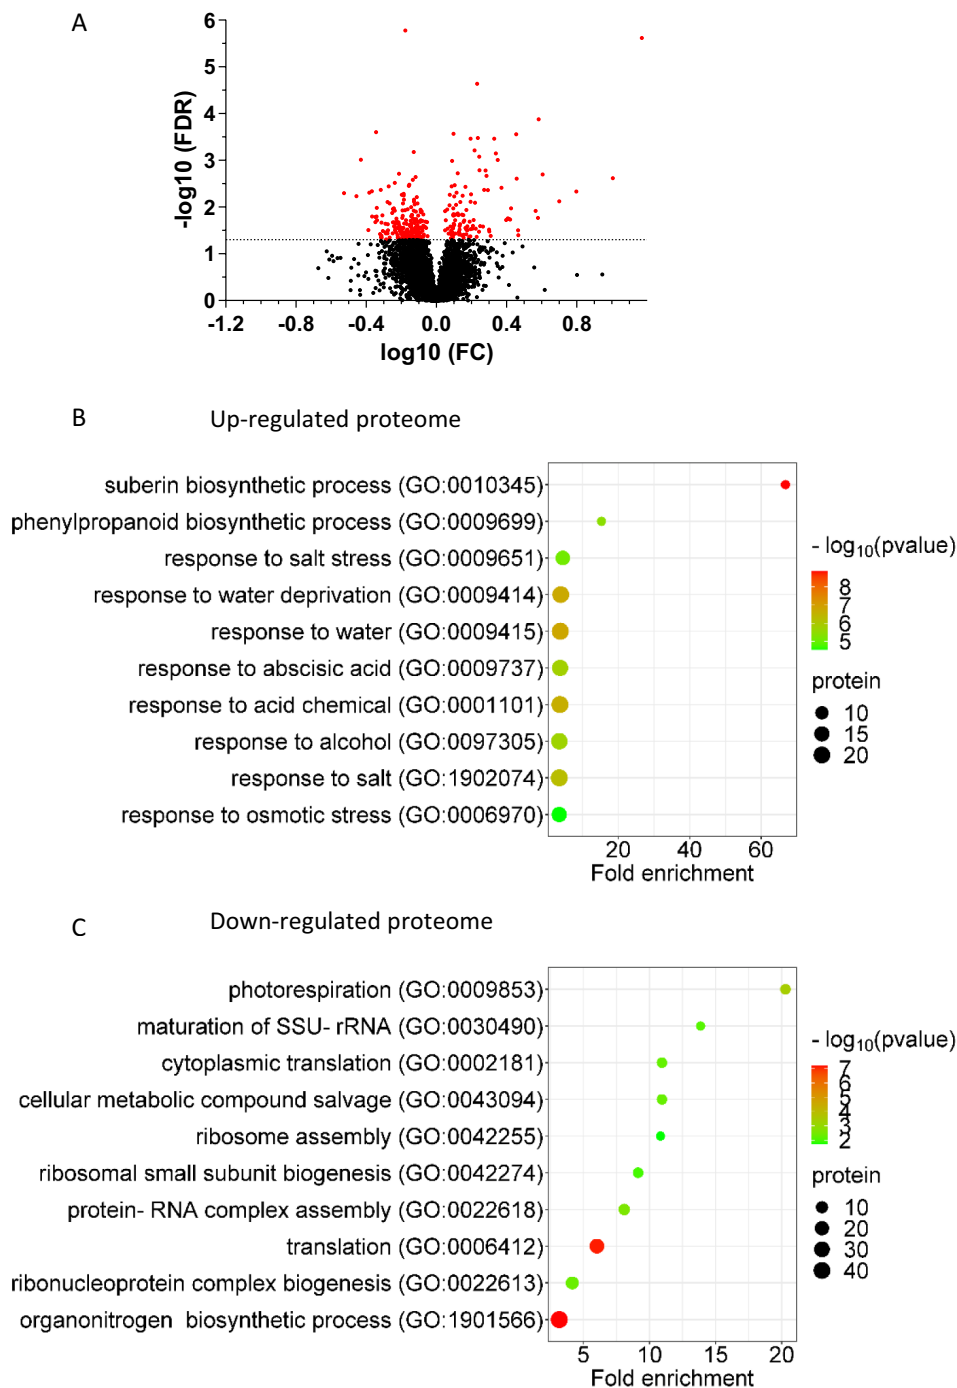 A
6
5
4
3
2
1
0
-log10 (FDR)
-1.2 -0.8 -0.4 0.0 0.4 0.8
log10 (FC)
B
Up-regulated proteome
suberin biosynthetic process (GO:0010345)
phenylpropanoid biosynthetic process (GO:0009699)
response to salt stress (GO:0009651)
response to water deprivation (GO:0009414)
response to water (GO:0009415)
response to abscisic acid (GO:0009737)
response to acid chemical (GO:0001101)
response to alcohol (GO:0097305)
response to salt (GO:1902074)
response to osmotic stress (GO:0006970)
20 40 60
Fold enrichment
- log10(pvalue)
8
7
6
5
protein
10
15
20
C
Down-regulated proteome
photorespiration (GO:0009853)
maturation of SSU- rRNA (GO:0030490)
cytoplasmic translation (GO:0002181)
cellular metabolic compound salvage (GO:0043094)
ribosome assembly (GO:0042255)
ribosomal small subunit biogenesis (GO:0042274)
protein- RNA complex assembly (GO:0022618)
translation (GO:0006412)
ribonucleoprotein complex biogenesis (GO:0022613)
organonitrogen biosynthetic process (GO:1901566)
5 10 15 20
Fold enrichment
- log10(pvalue)
7
6
5
4
3
2
protein
10
20
30
40